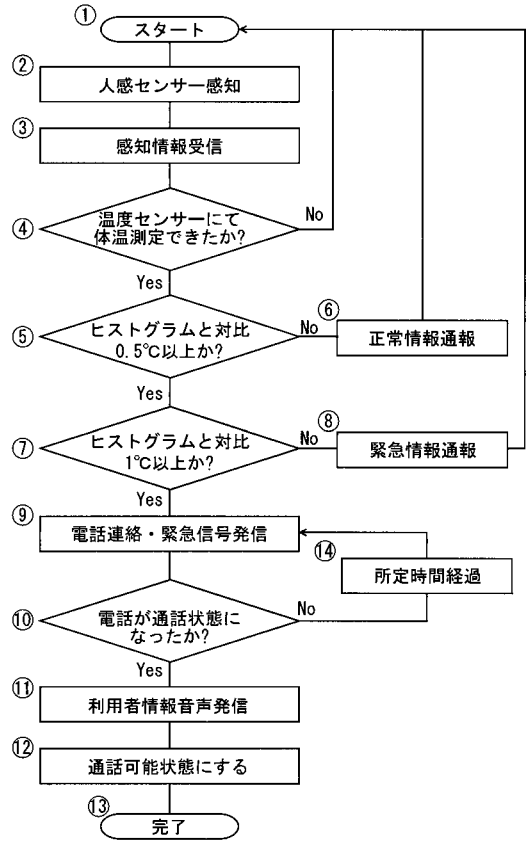 ①
スタート
②
人感センサー感知
③
感知情報受信
④
温度センサーにて
体温測定できたか?
No
Yes
⑤
ヒストグラムと対比
0.5℃以上か?
No
⑥
正常情報通報
Yes
⑦
ヒストグラムと対比
1℃以上か?
No
⑧
緊急情報通報
Yes
⑨
電話連絡・緊急信号発信
⑭
所定時間経過
⑩
電話が通話状態に
なったか?
No
Yes
⑪
利用者情報音声発信
⑫
通話可能状態にする
⑬
完了